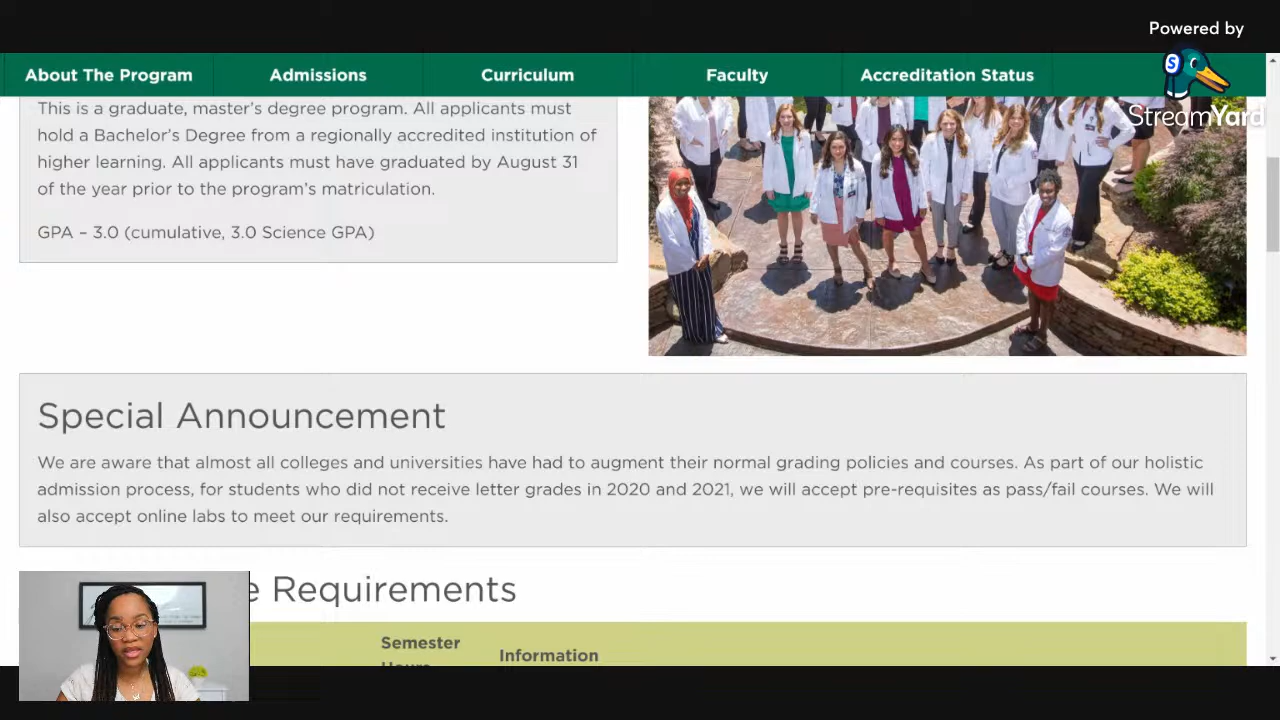 Powered by
StreamYard
About The Program Admissions Curriculum Faculty Accreditation Status
This is a graduate, master's degree program. All applicants must
hold a Bachelor's Degree from a regionally accredited institution of
higher learning. All applicants must have graduated by August 31
of the year prior to the program's matriculation.
GPA – 3.0 (cumulative, 3.0 Science GPA)
Special Announcement
We are aware that almost all colleges and universities have had to augment their normal grading policies and courses. As part of our holistic
admission process, for students who did not receive letter grades in 2020 and 2021, we will accept pre-requisites as pass/fail courses. We will
also accept online labs to meet our requirements.
e Requirements
Semester
Hours
Information